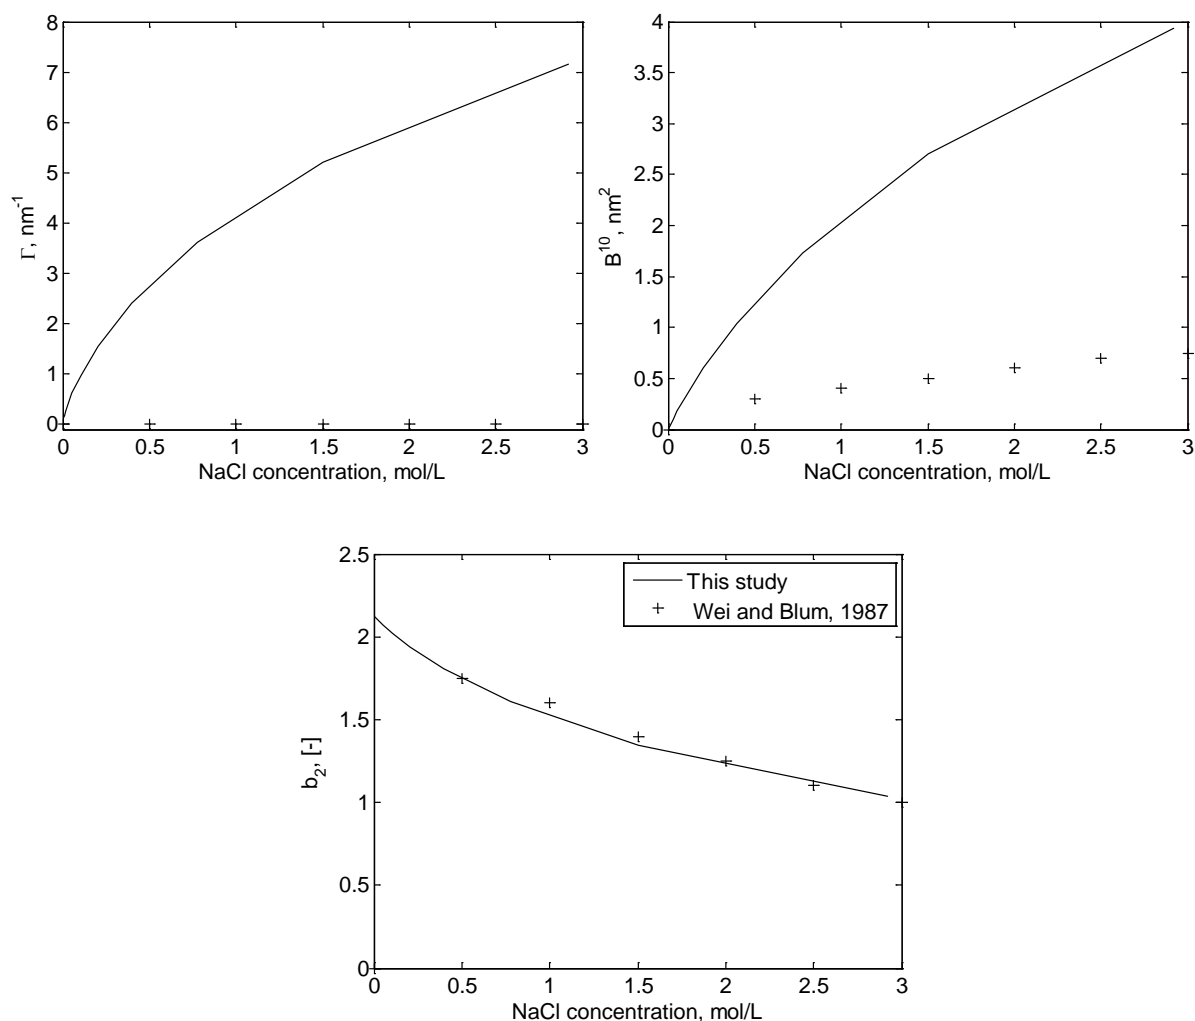 8
7
6
5
4
3
2
1
0
Γ, nm-1
0 0.5 1 1.5 2 2.5 3
NaCl concentration, mol/L
4
3.5
3
2.5
2
1.5
1
0.5
0
B10, nm2
0 0.5 1 1.5 2 2.5 3
NaCl concentration, mol/L
2.5
2
1.5
1
0.5
0
b2, [-]
This study
Wei and Blum, 1987
0 0.5 1 1.5 2 2.5 3
NaCl concentration, mol/L